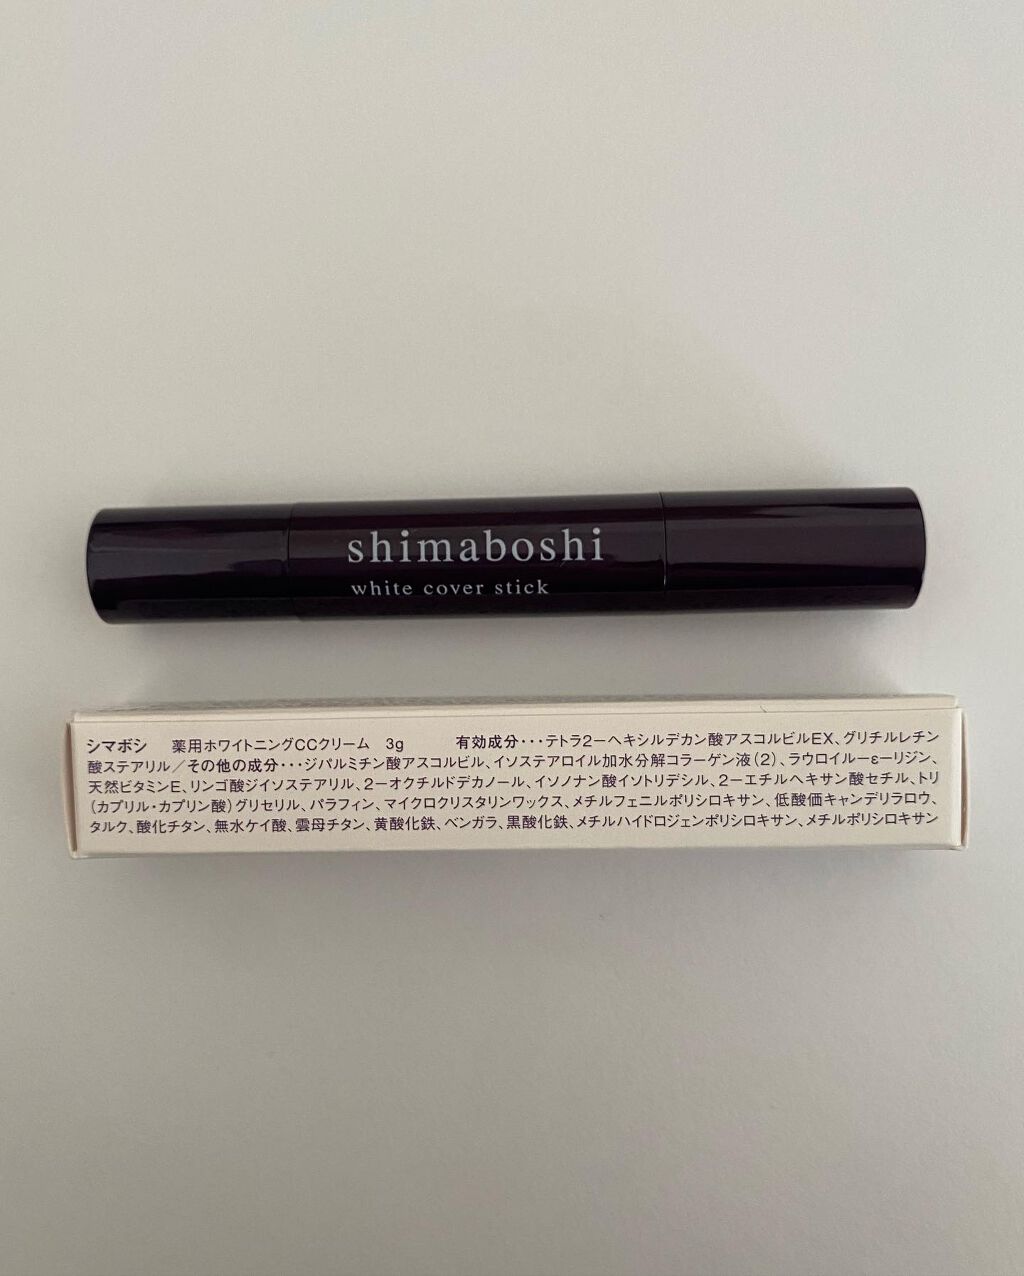 shimaboshi
white cover stick
シマボシ 薬用ホワイトニングCCクリーム 3g 有効成分･･･テトラ2ーヘキシルデカン酸アスコルビルEX、グリチルレチン
酸ステアリル／その他の成分･･･ジパルミチン酸アスコルビル、イソステアロイル加水分解コラーゲン液(2)、ラウロイルーεーリジン、
天然ビタミンE、リンゴ酸ジイソステアリル、2ーオクチルドデカノール、イソノナン酸イソトリデシル、2ーエチルヘキサン酸セチル、トリ
(カプリル・カプリン酸)グリセリル、パラフィン、マイクロクリスタリンワックス、メチルフェニルポリシロキサン、低酸価キャンデリラロウ、
タルク、酸化チタン、無水ケイ酸、雲母チタン、黄酸化鉄、ベンガラ、黒酸化鉄、メチルハイドロジェンポリシロキサン、メチルポリシロキサン